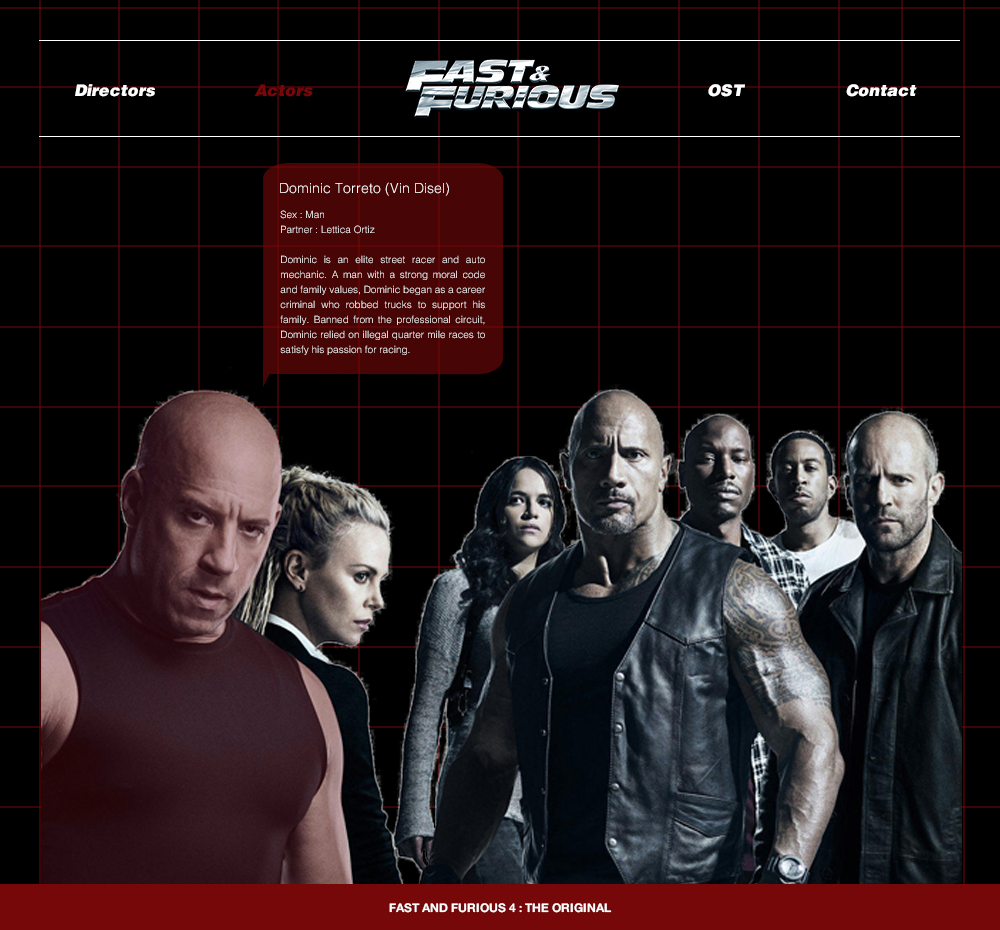 Directors
Actors
FAST &
FURIOUS
OST
Contact
Dominic Torreto (Vin Disel)
Sex : Man
Partner : Lettica Ortiz
Dominic is an elite street racer and auto
mechanic. A man with a strong moral code
and family values, Dominic began as a career
criminal who robbed trucks to support his
family. Banned from the professional circuit,
Dominic relied on illegal quarter mile races to
satisfy his passion for racing.
FAST AND FURIOUS 4 : THE ORIGINAL